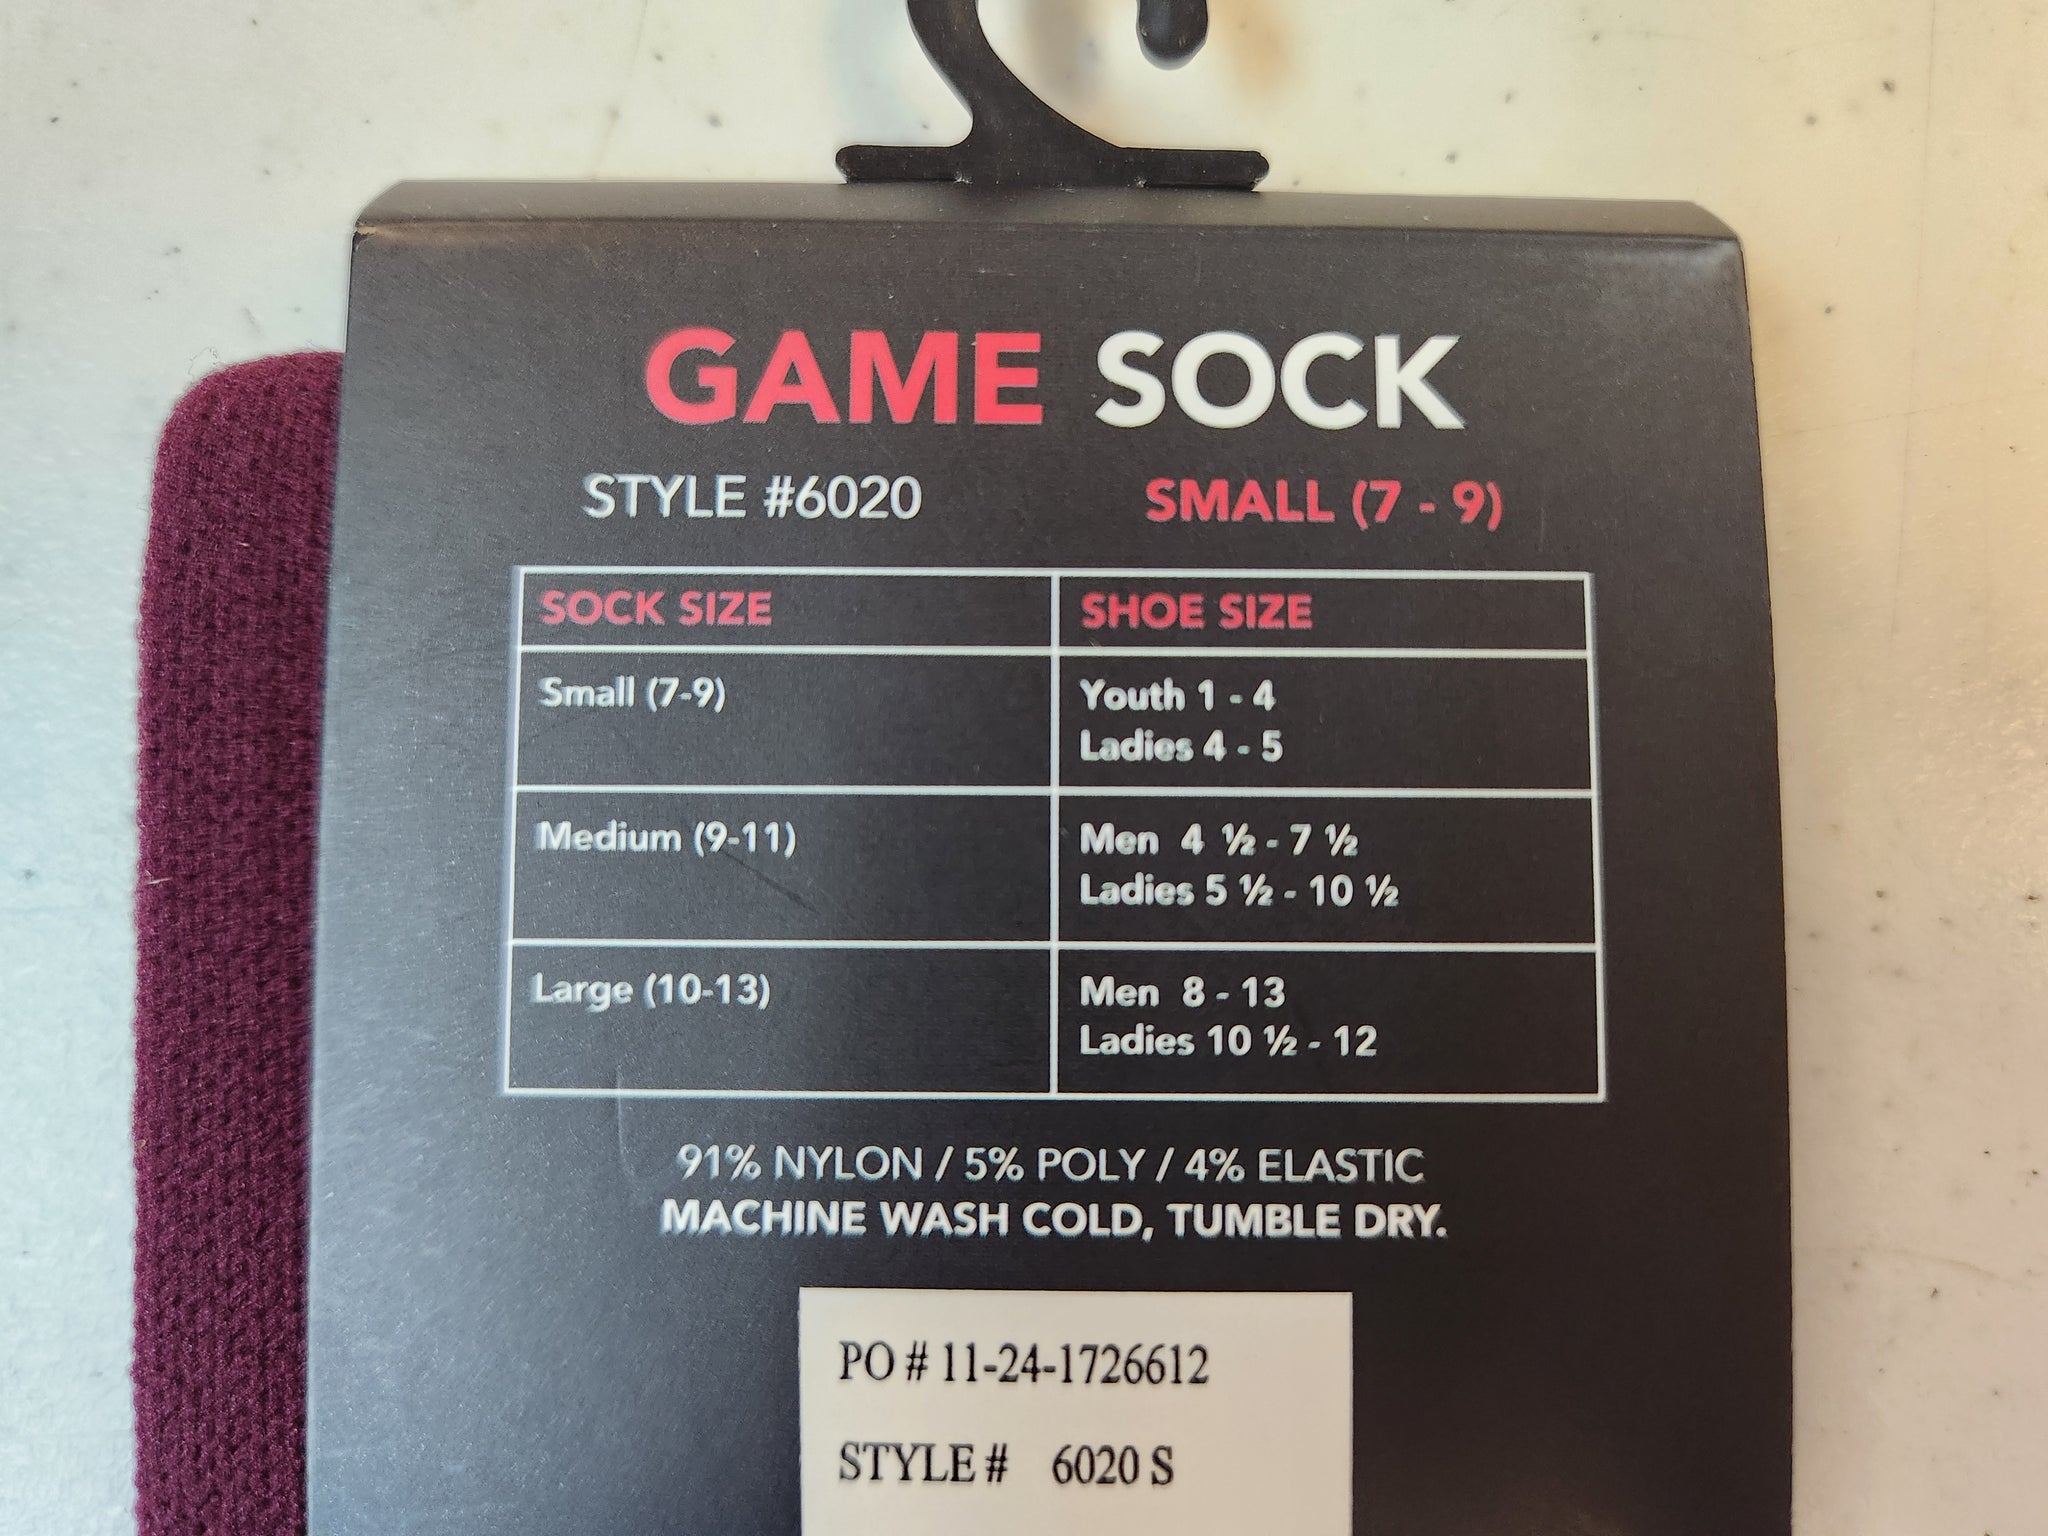 GAME SOCK
STYLE #6020 SMALL (7 - 9)
SOCK SIZE SHOE SIZE
Small (7-9) Youth 1 - 4
Ladies 4 - 5
Medium (9-11) Men 4 ½ - 7 ½
Ladies 5 ½ - 10 ½
Large (10-13) Men 8 - 13
Ladies 10 ½ - 12
91% NYLON / 5% POLY / 4% ELASTIC
MACHINE WASH COLD, TUMBLE DRY.
PO # 11-24-1726612
STYLE # 6020 S